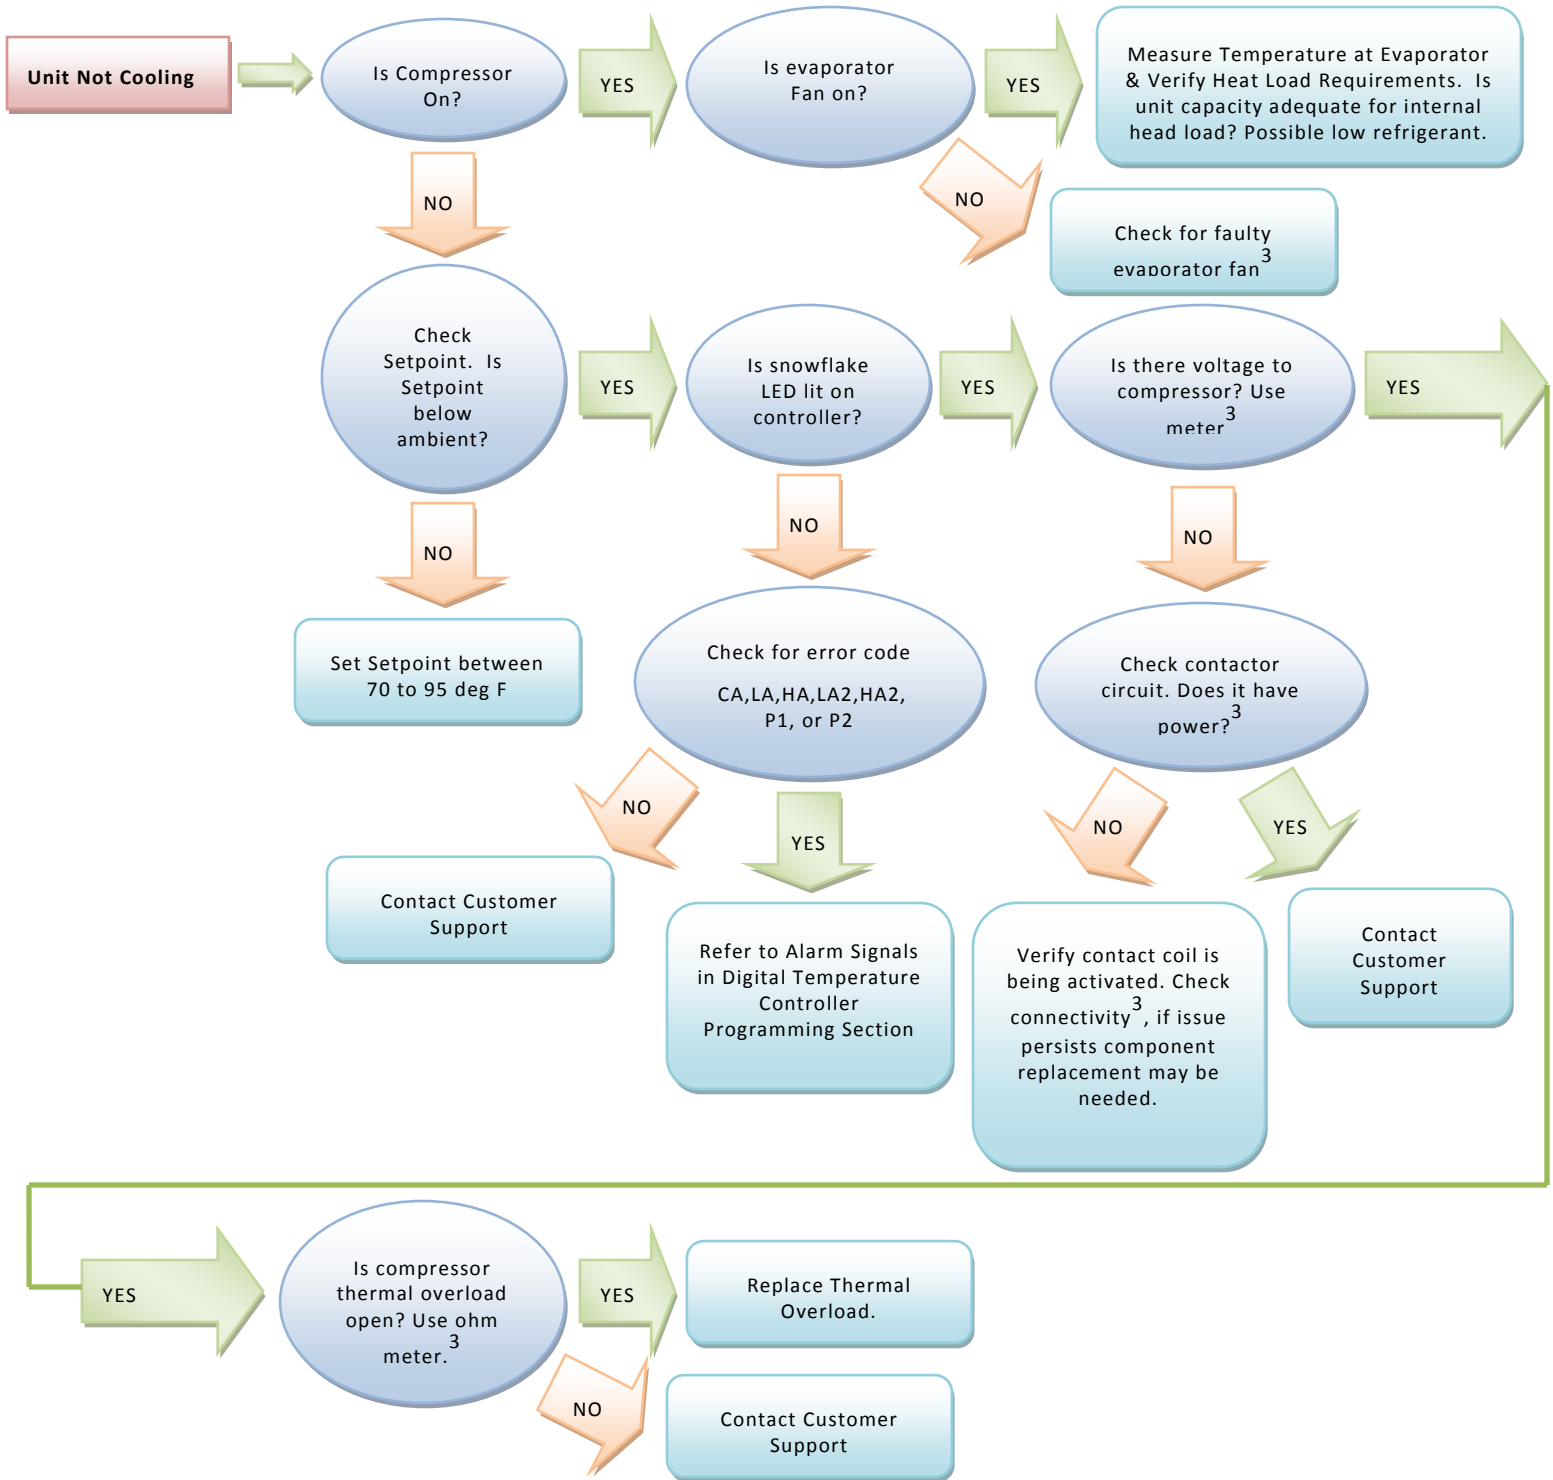 Unit Not Cooling
Is Compressor
On?
YES
Is evaporator
Fan on?
YES
Measure Temperature at Evaporator
& Verify Heat Load Requirements. Is
unit capacity adequate for internal
head load? Possible low refrigerant.
NO
NO
Check for faulty
evaporator fan3
Check
Setpoint. Is
Setpoint
below
ambient?
YES
Is snowflake
LED lit on
controller?
YES
Is there voltage to
compressor? Use
meter3
YES
NO
NO
NO
Set Setpoint between
70 to 95 deg F
Check for error code
CA,LA,HA,LA2,HA2,
P1, or P2
Check contactor
circuit. Does it have
power?3
NO
YES
NO
YES
Contact Customer
Support
Refer to Alarm Signals
in Digital Temperature
Controller
Programming Section
Verify contact coil is
being activated. Check
connectivity3, if issue
persists component
replacement may be
needed.
Contact
Customer
Support
YES
Is compressor
thermal overload
open? Use ohm
meter.3
YES
Replace Thermal
Overload.
NO
Contact Customer
Support